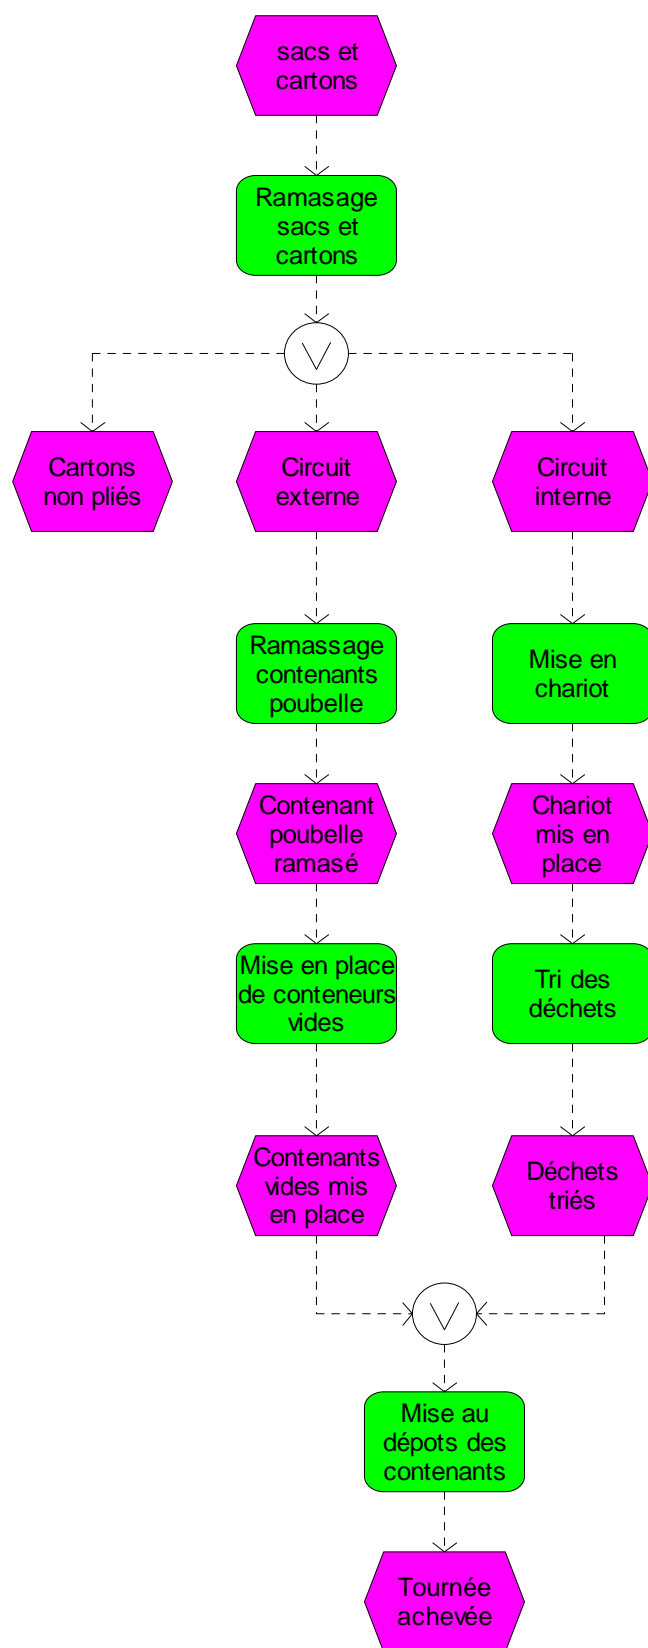 sacs et
cartons
Ramasage
sacs et
cartons
Cartons
non pliés
Circuit
externe
Circuit
interne
Ramassage
contenants
poubelle
Mise en
chariot
Contenant
poubelle
ramasé
Chariot
mis en
place
Mise en place
de conteneurs
vides
Tri des
déchets
Contenants
vides mis
en place
Déchets
triés
Mise au
dépots des
contenants
Tournée
achevée